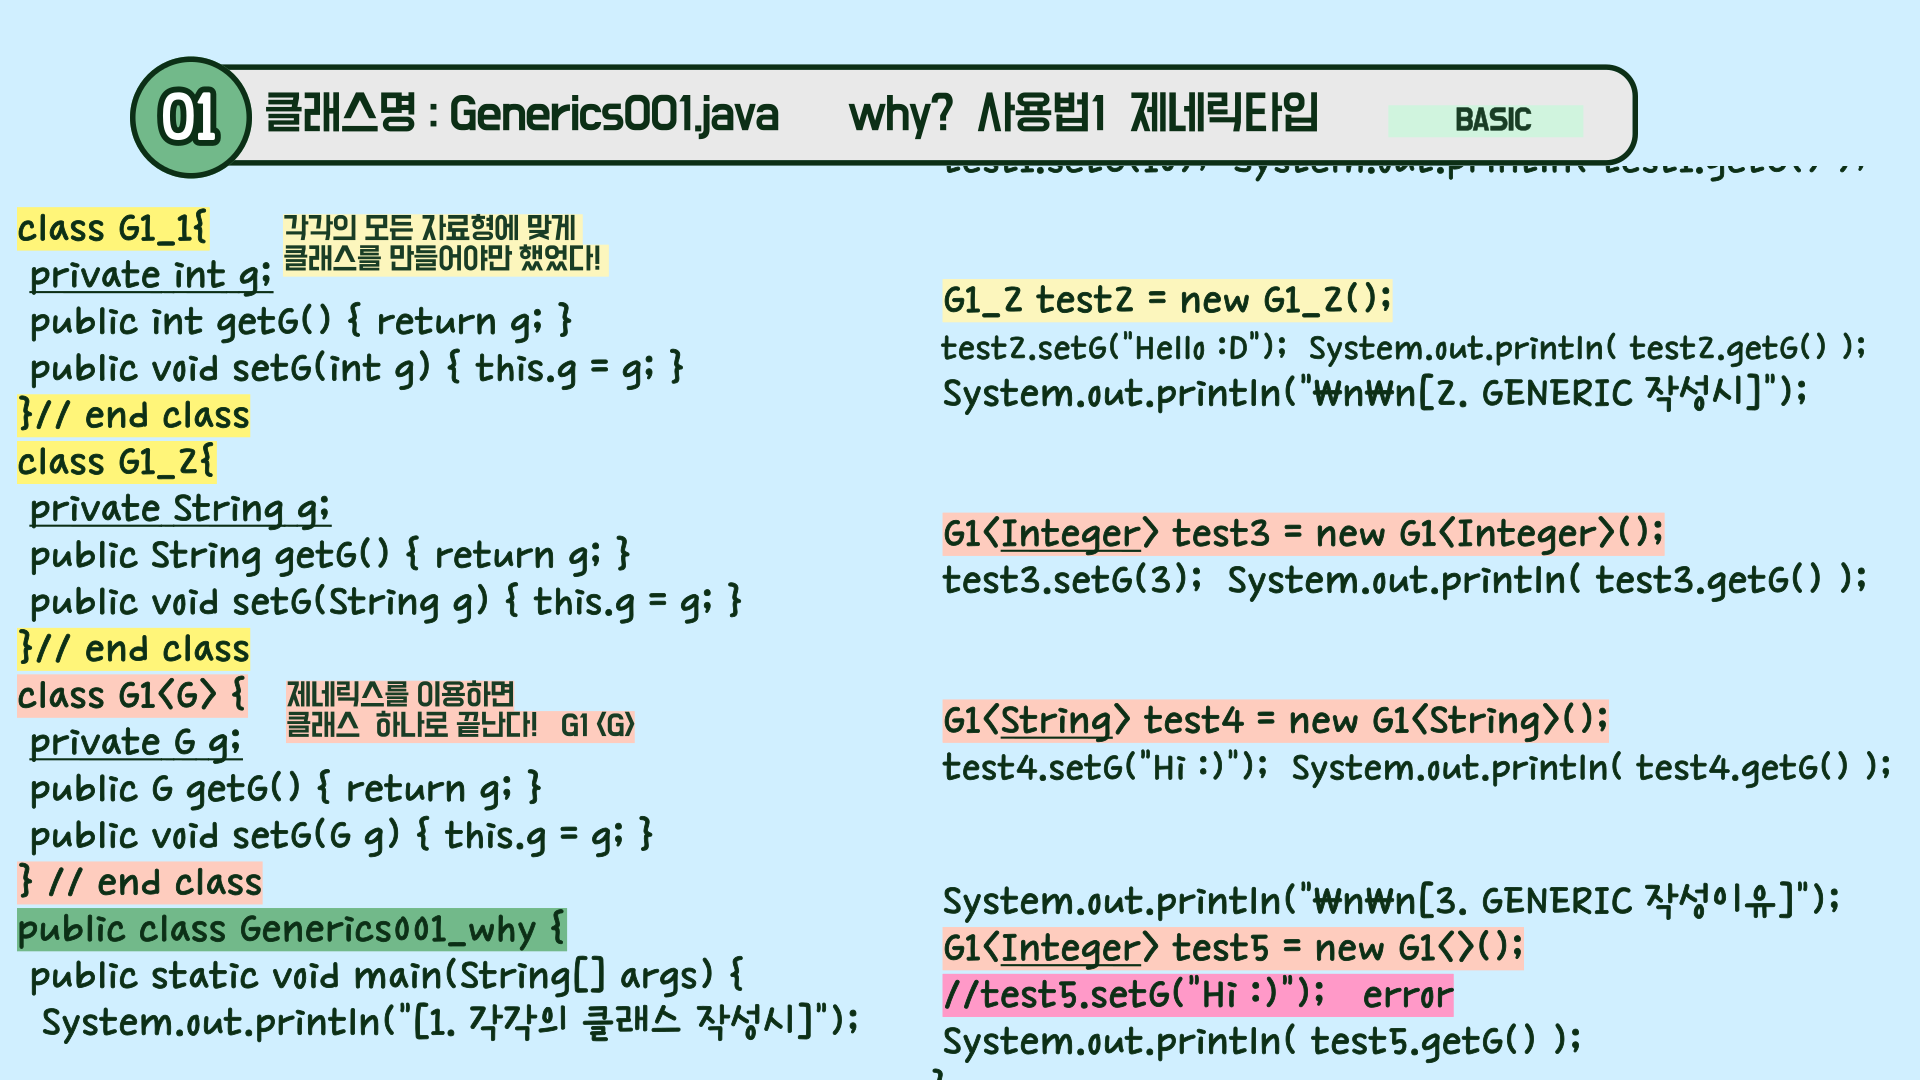 01 클래스명 : Generics001.java why? 사용법1 제네릭타입 BASIC
class G1_1{
각각의 모든 자료형에 맞게
클래스를 만들어야만 했었다!
private int g;
public int getG() { return g; }
public void setG(int g) { this.g = g; }
}// end class
class G1_2{
private String g;
public String getG() { return g; }
public void setG(String g) { this.g = g; }
}// end class
class G1<G> {
제네릭스를 이용하면
클래스 하나로 끝난다! G1 <G>
private G g;
public G getG() { return g; }
public void setG(G g) { this.g = g; }
} // end class
public class Generics001_why {
public static void main(String[] args) {
System.out.println("[1. 각각의 클래스 작성시]");
G1_2 test2 = new G1_2();
test2.setG("Hello :D"); System.out.println( test2.getG() );
System.out.println("₩n₩n[2. GENERIC 작성시]");
G1<Integer> test3 = new G1<Integer>();
test3.setG(3); System.out.println( test3.getG() );
G1<String> test4 = new G1<String>();
test4.setG("Hi :)"); System.out.println( test4.getG() );
System.out.println("₩n₩n[3. GENERIC 작성이유]");
G1<Integer> test5 = new G1<>();
//test5.setG("Hi :)"); error
System.out.println( test5.getG() );